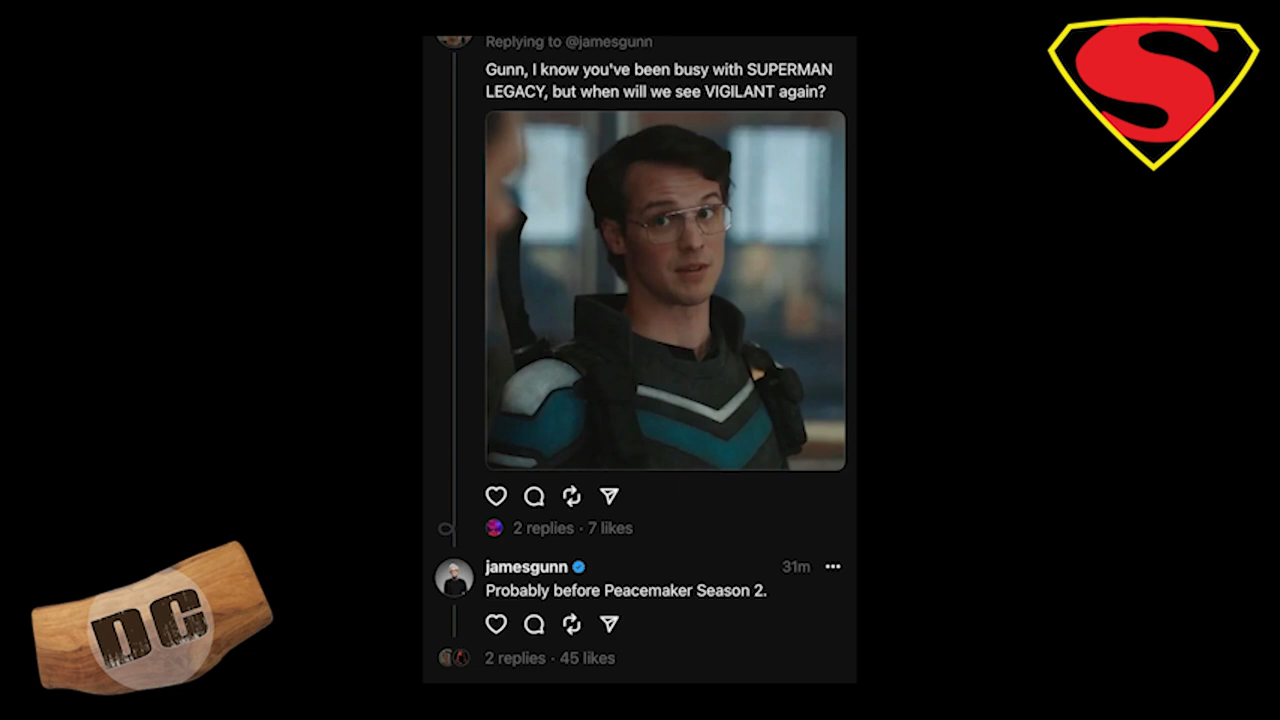 Replying to @jamesgunn
Gunn, I know you've been busy with SUPERMAN
LEGACY, but when will we see VIGILANT again?
2 replies · 7 likes
jamesgunn 31m
Probably before Peacemaker Season 2.
2 replies · 45 likes
DC
S